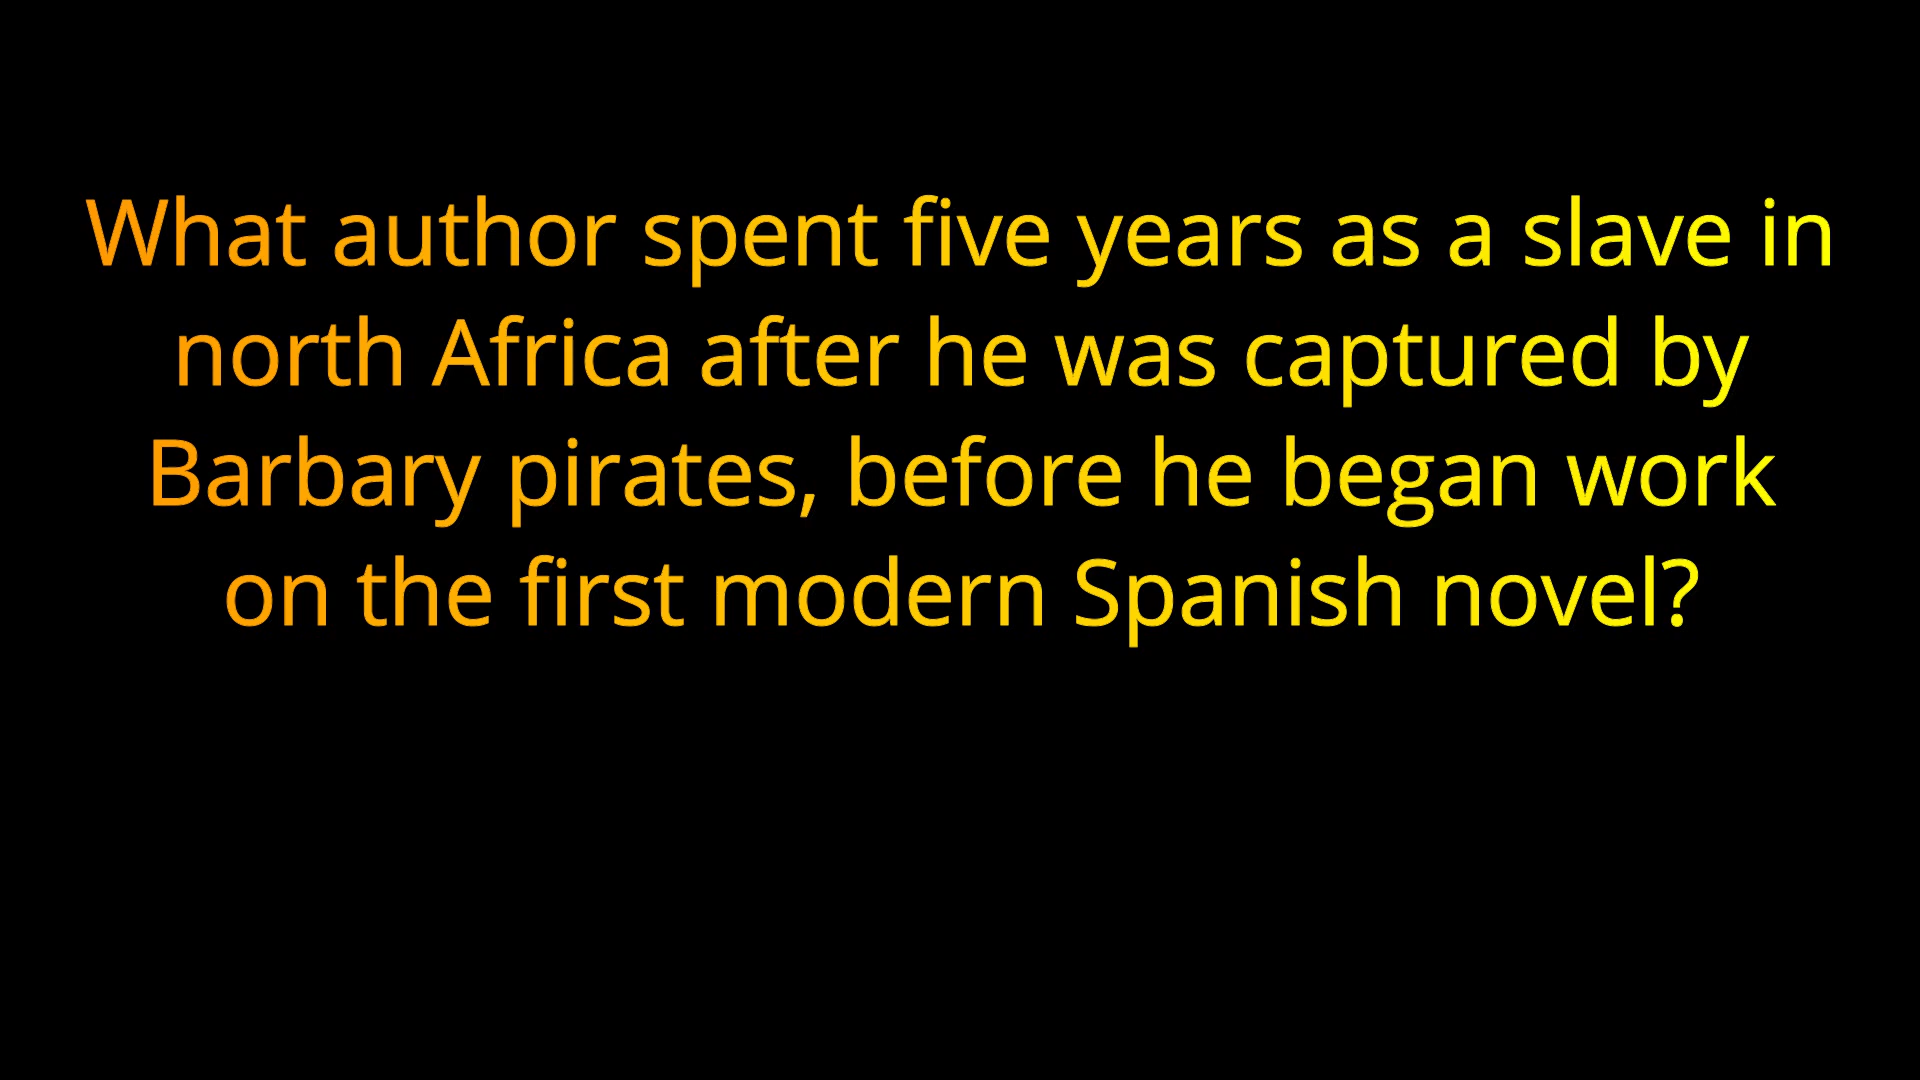 What author spent five years as a slave in
north Africa after he was captured by
Barbary pirates, before he began work
on the first modern Spanish novel?